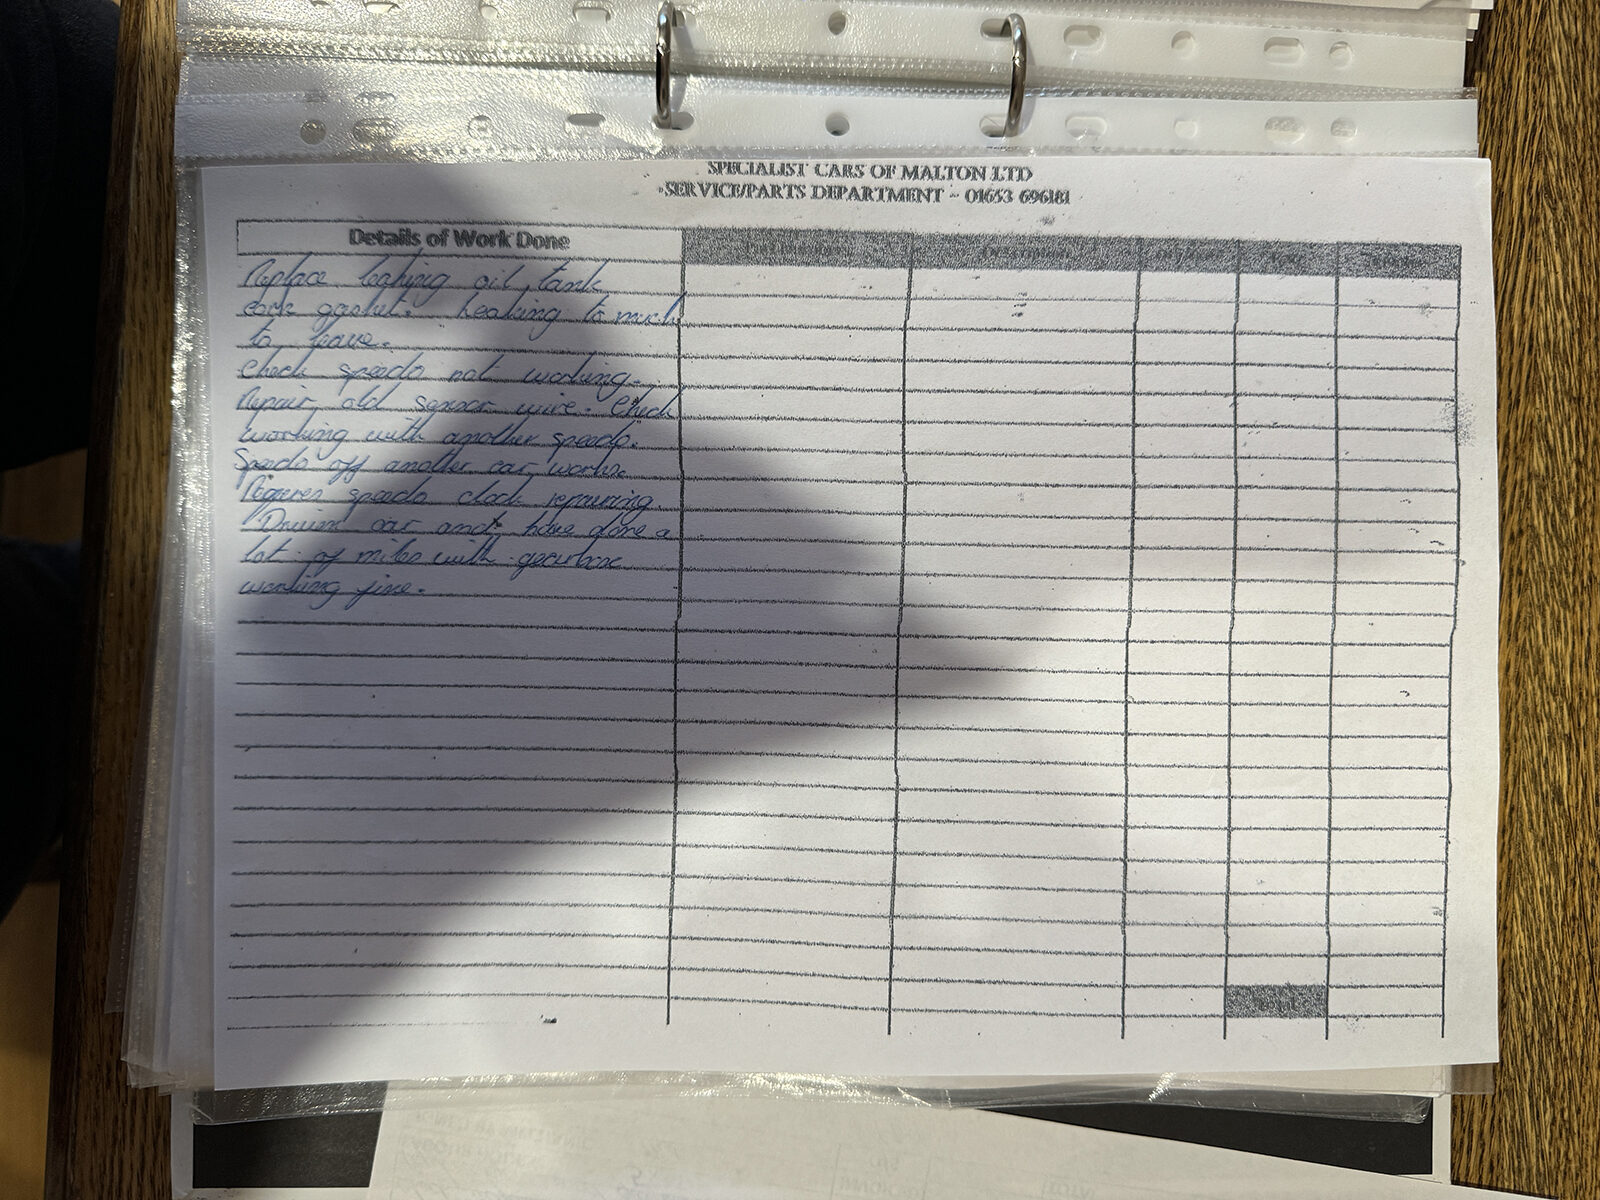 SPECIALIST CARS OF MALTON LTD
SERVICE/PARTS DEPARTMENT - 01653 696181
Details of Work Done
Description
Replace leaking oil tank
gasket. Leaking to much
to leave.
Check speedo not working.
Repair old sensor wire. Check
working with another speedo.
Speedo off another car works.
Requires speedo clock repairing.
Driven car and have done a
lot of miles with gearbox
working fine.
Total